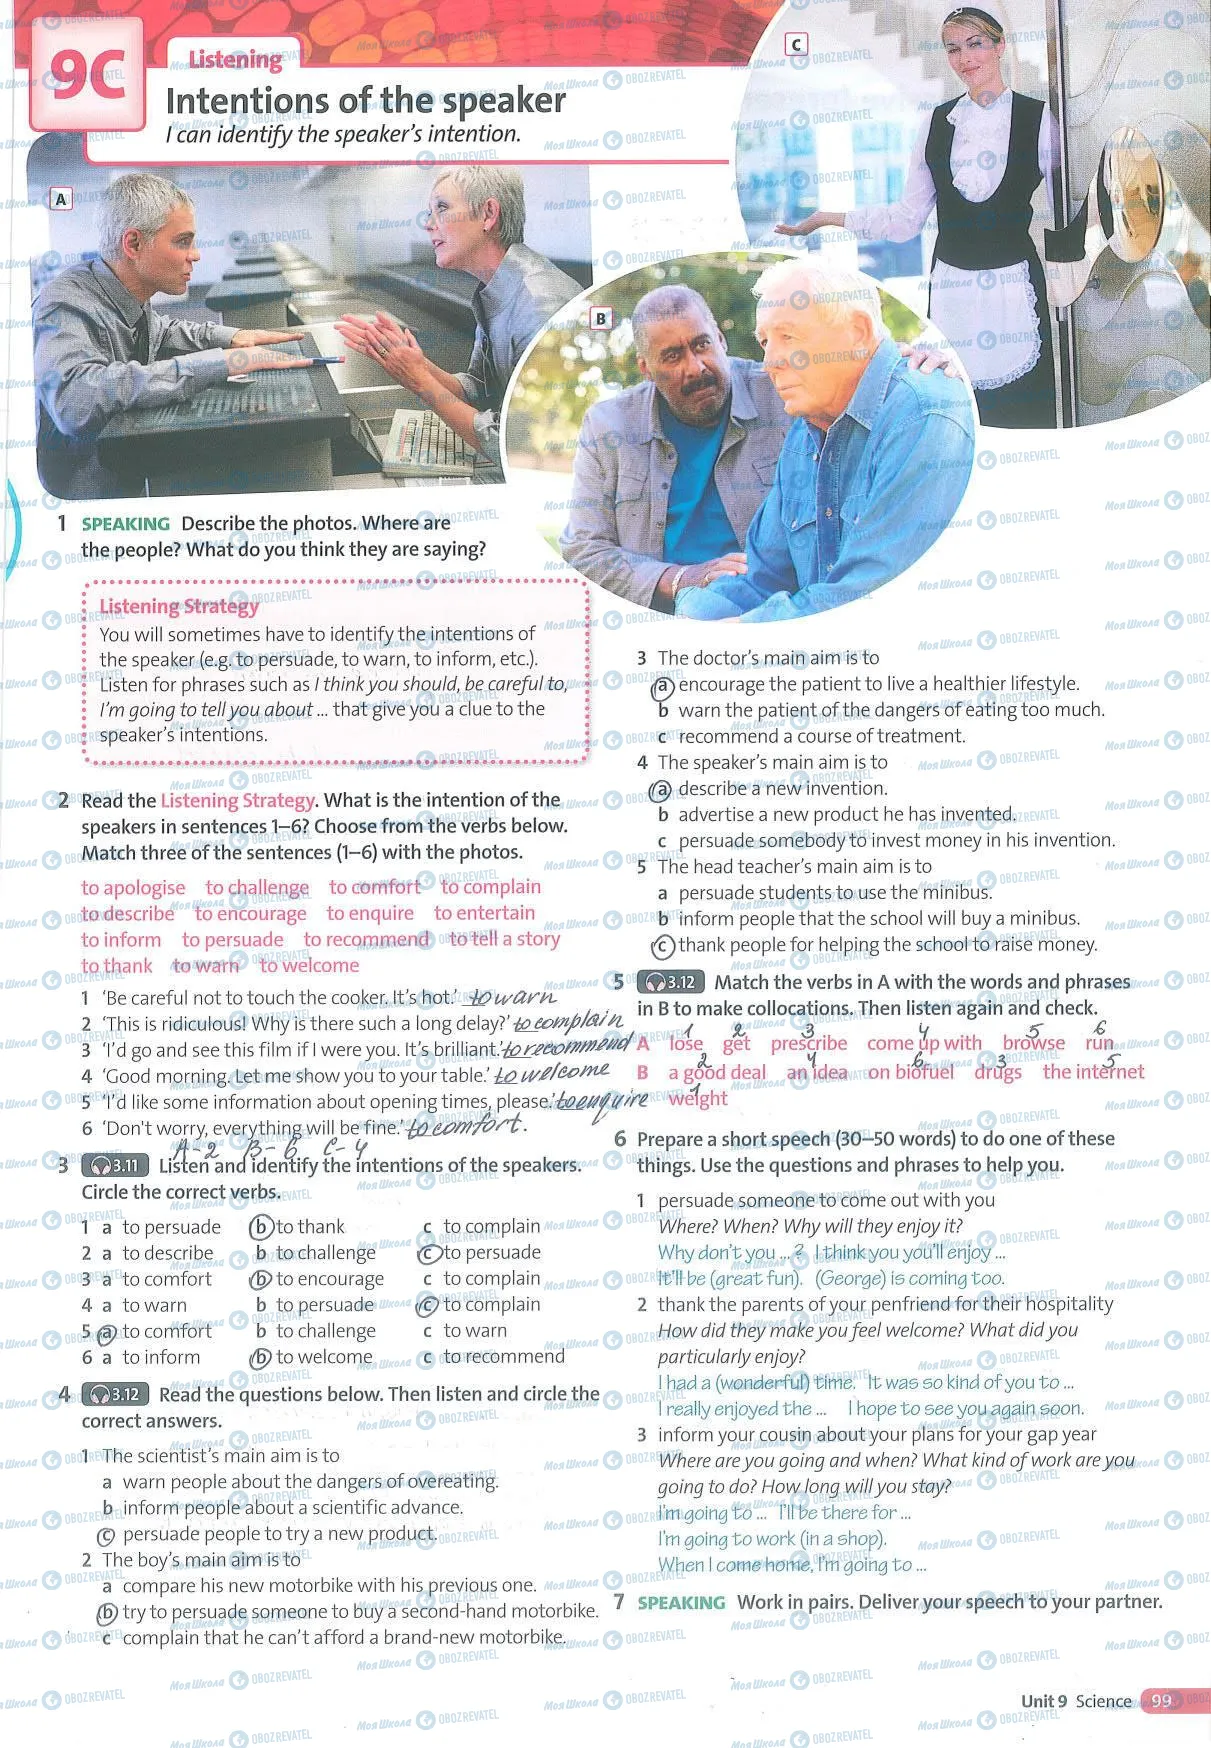 9C
Listening
Intentions of the speaker
I can identify the speaker's intention.
A
B
C
1 SPEAKING Describe the photos. Where are
the people? What do you think they are saying?
Listening Strategy
You will sometimes have to identify the intentions of
the speaker (e.g. to persuade, to warn, to inform, etc.).
Listen for phrases such as I think you should, be careful to,
I'm going to tell you about ... that give you a clue to the
speaker's intentions.
2 Read the Listening Strategy. What is the intention of the
speakers in sentences 1–6? Choose from the verbs below.
Match three of the sentences (1–6) with the photos.
to apologise to challenge to comfort to complain
to describe to encourage to enquire to entertain
to inform to persuade to recommend to tell a story
to thank to warn to welcome
1 'Be careful not to touch the cooker. It's hot.' to warn
2 'This is ridiculous! Why is there such a long delay?' to complain
3 'I'd go and see this film if I were you. It's brilliant.' to recommend
4 'Good morning. Let me show you to your table.' to welcome
5 'I'd like some information about opening times, please.' to enquire
6 'Don't worry, everything will be fine.' to comfort.
A-2 B-6 C-4
3 3.11 Listen and identify the intentions of the speakers.
Circle the correct verbs.
1 a to persuade b to thank c to complain
2 a to describe b to challenge c to persuade
3 a to comfort b to encourage c to complain
4 a to warn b to persuade c to complain
5 a to comfort b to challenge c to warn
6 a to inform b to welcome c to recommend
4 3.12 Read the questions below. Then listen and circle the
correct answers.
1 The scientist's main aim is to
a warn people about the dangers of overeating.
b inform people about a scientific advance.
c persuade people to try a new product.
2 The boy's main aim is to
a compare his new motorbike with his previous one.
b try to persuade someone to buy a second-hand motorbike.
c complain that he can't afford a brand-new motorbike.
3 The doctor's main aim is to
a encourage the patient to live a healthier lifestyle.
b warn the patient of the dangers of eating too much.
c recommend a course of treatment.
4 The speaker's main aim is to
a describe a new invention.
b advertise a new product he has invented.
c persuade somebody to invest money in his invention.
5 The head teacher's main aim is to
a persuade students to use the minibus.
b inform people that the school will buy a minibus.
c thank people for helping the school to raise money.
5 3.12 Match the verbs in A with the words and phrases
in B to make collocations. Then listen again and check.
1 2 3 4 5 6
A lose get prescribe come up with browse run
2 4 6 3 5
B a good deal an idea on biofuel drugs the internet
1
weight
6 Prepare a short speech (30–50 words) to do one of these
things. Use the questions and phrases to help you.
1 persuade someone to come out with you
Where? When? Why will they enjoy it?
Why don't you ... ? I think you you'll enjoy ...
It'll be (great fun). (George) is coming too.
2 thank the parents of your penfriend for their hospitality
How did they make you feel welcome? What did you
particularly enjoy?
I had a (wonderful) time. It was so kind of you to ...
I really enjoyed the ... I hope to see you again soon.
3 inform your cousin about your plans for your gap year
Where are you going and when? What kind of work are you
going to do? How long will you stay?
I'm going to ... I'll be there for ...
I'm going to work (in a shop).
When I come home, I'm going to ...
7 SPEAKING Work in pairs. Deliver your speech to your partner.
Unit 9 Science 99